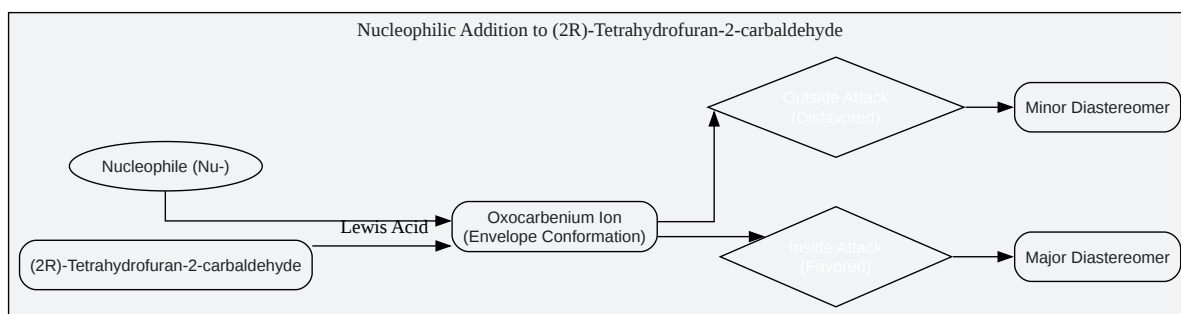 Nucleophilic Addition to (2R)-Tetrahydrofuran-2-carbaldehyde
Outside Attack
(Disfavored)
Minor Diastereomer
Nucleophile (Nu-)
Lewis Acid
Oxocarbenium Ion
(Envelope Conformation)
(2R)-Tetrahydrofuran-2-carbaldehyde
Inside Attack
(Favored)
Major Diastereomer